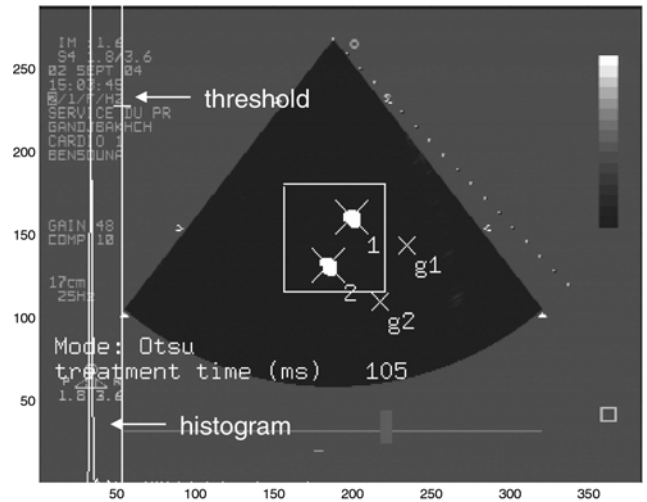 IM : 1.6
S4 1.8/3.6
02 SEPT 04
15:03:45
/1/F/H2
SERVICE DU PR
GANDJBAKHCH
CARDIO 1
BENSOUNA
threshold
GAIN 48
COMP 10
17cm
25Hz
1
2
g1
g2
Mode: Otsu
treatment time (ms) 105
P R
1.8 3.6
histogram
250
200
150
100
50
50 100 150 200 250 300 350